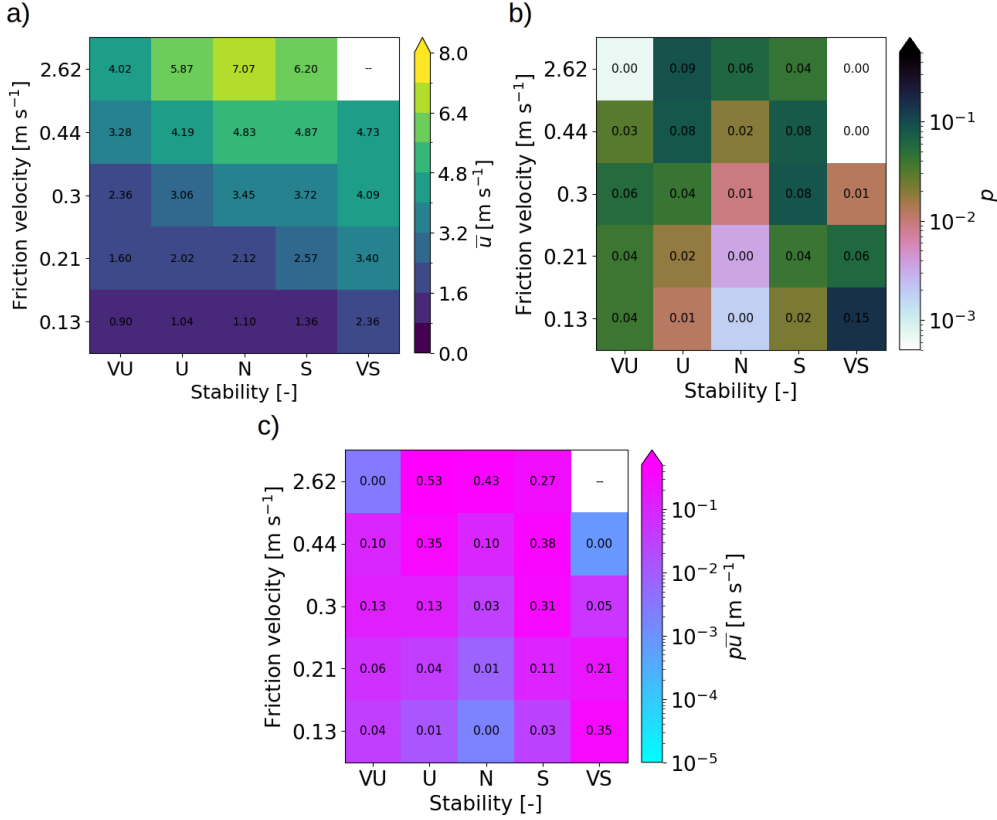 a)
Friction velocity [m s⁻¹]
2.62 4.02 5.87 7.07 6.20 --
0.44 3.28 4.19 4.83 4.87 4.73
0.3 2.36 3.06 3.45 3.72 4.09
0.21 1.60 2.02 2.12 2.57 3.40
0.13 0.90 1.04 1.10 1.36 2.36
VU U N S VS
Stability [-]
8.0
6.4
4.8
3.2
1.6
0.0
u̅ [m s⁻¹]
b)
Friction velocity [m s⁻¹]
2.62 0.00 0.09 0.06 0.04 0.00
0.44 0.03 0.08 0.02 0.08 0.00
0.3 0.06 0.04 0.01 0.08 0.01
0.21 0.04 0.02 0.00 0.04 0.06
0.13 0.04 0.01 0.00 0.02 0.15
VU U N S VS
Stability [-]
10⁻¹
10⁻²
10⁻³
p
c)
Friction velocity [m s⁻¹]
2.62 0.00 0.53 0.43 0.27 --
0.44 0.10 0.35 0.10 0.38 0.00
0.3 0.13 0.13 0.03 0.31 0.05
0.21 0.06 0.04 0.01 0.11 0.21
0.13 0.04 0.01 0.00 0.03 0.35
VU U N S VS
Stability [-]
10⁻¹
10⁻²
10⁻³
10⁻⁴
10⁻⁵
pu̅ [m s⁻¹]